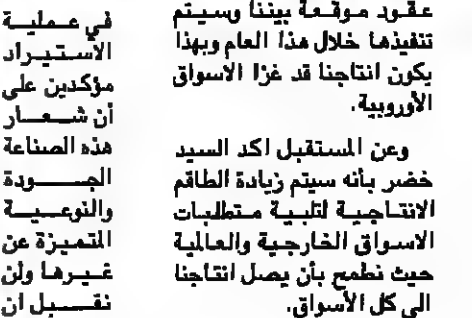 عقود موقعة بيننا وسيتم
تنفيذها خلال هذا العام وبهذا
يكون انتاجنا قد غزا الاسواق
الأوروبية.
وعن المستقبل اكد السيد
خضر بأنه سيتم زيادة الطاقم
الانتاجية لتلبية متطلبات
الاسواق الخارجية والعالمية
حيث نطمح بأن يصل انتاجنا
الى كل الأسواق.
في عملية
الاستيراد
مؤكدين على
أن شعار
هذه الصناعة
الجودة
والنوعية
المتميزة عن
غيرها ولن
نقبل ان